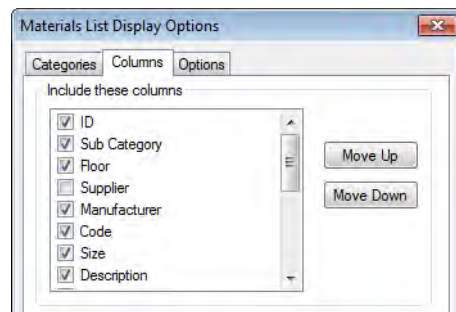 Materials List Display Options
Categories Columns Options
Include these columns
ID
Sub Category
Floor
Supplier
Manufacturer
Code
Size
Description
Move Up
Move Down